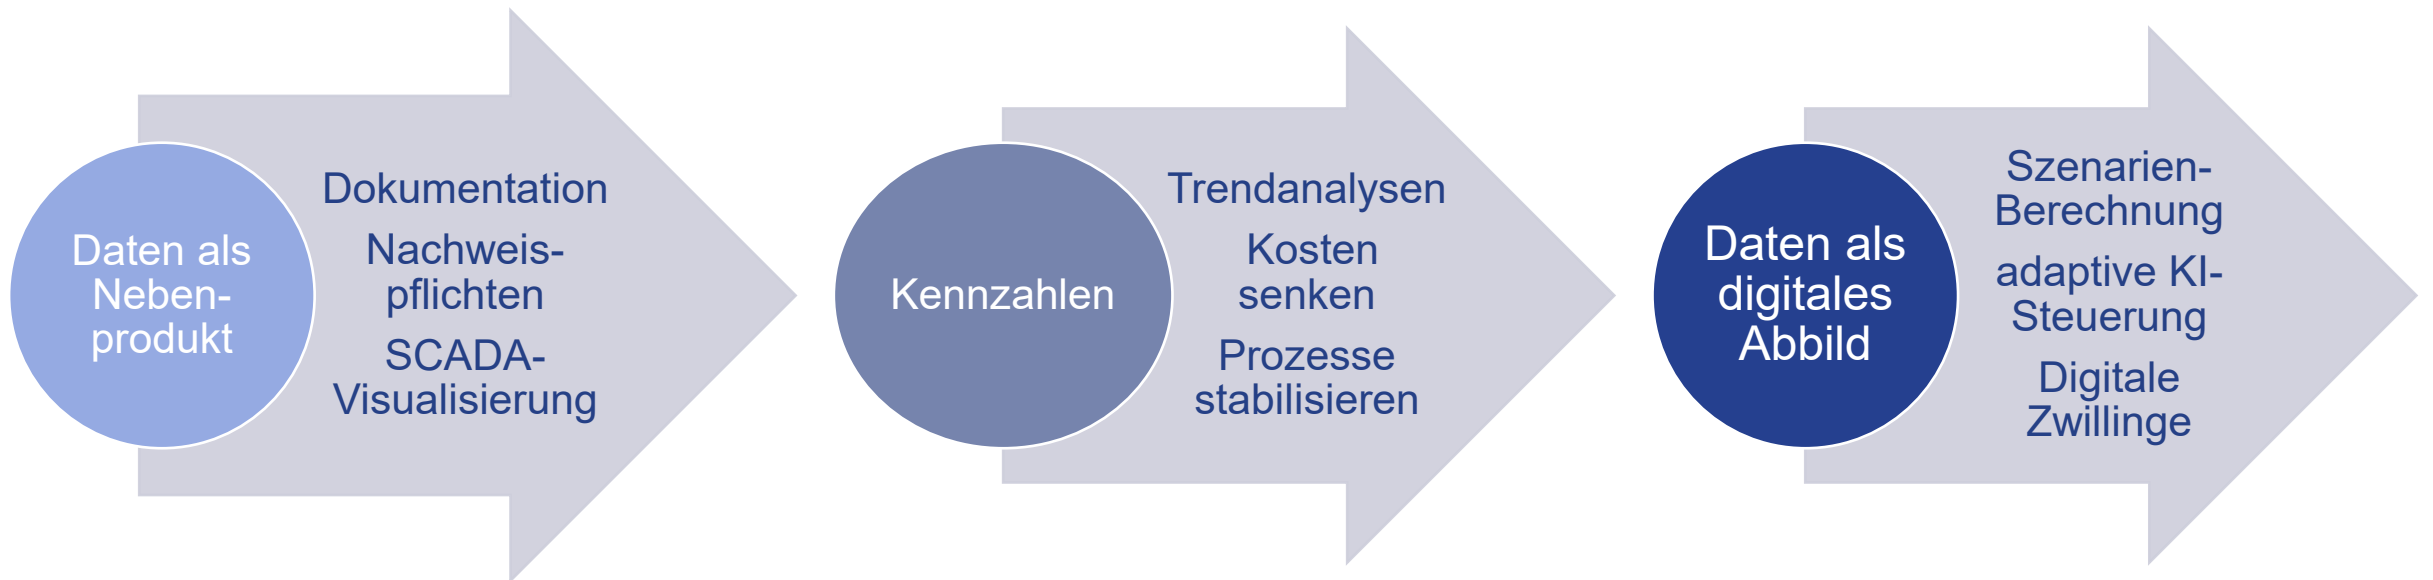 Daten als
Neben-
produkt
Dokumentation
Nachweis-
pflichten
SCADA-
Visualisierung
Kennzahlen
Trendanalysen
Kosten
senken
Prozesse
stabilisieren
Daten als
digitales
Abbild
Szenarien-
Berechnung
adaptive KI-
Steuerung
Digitale
Zwillinge